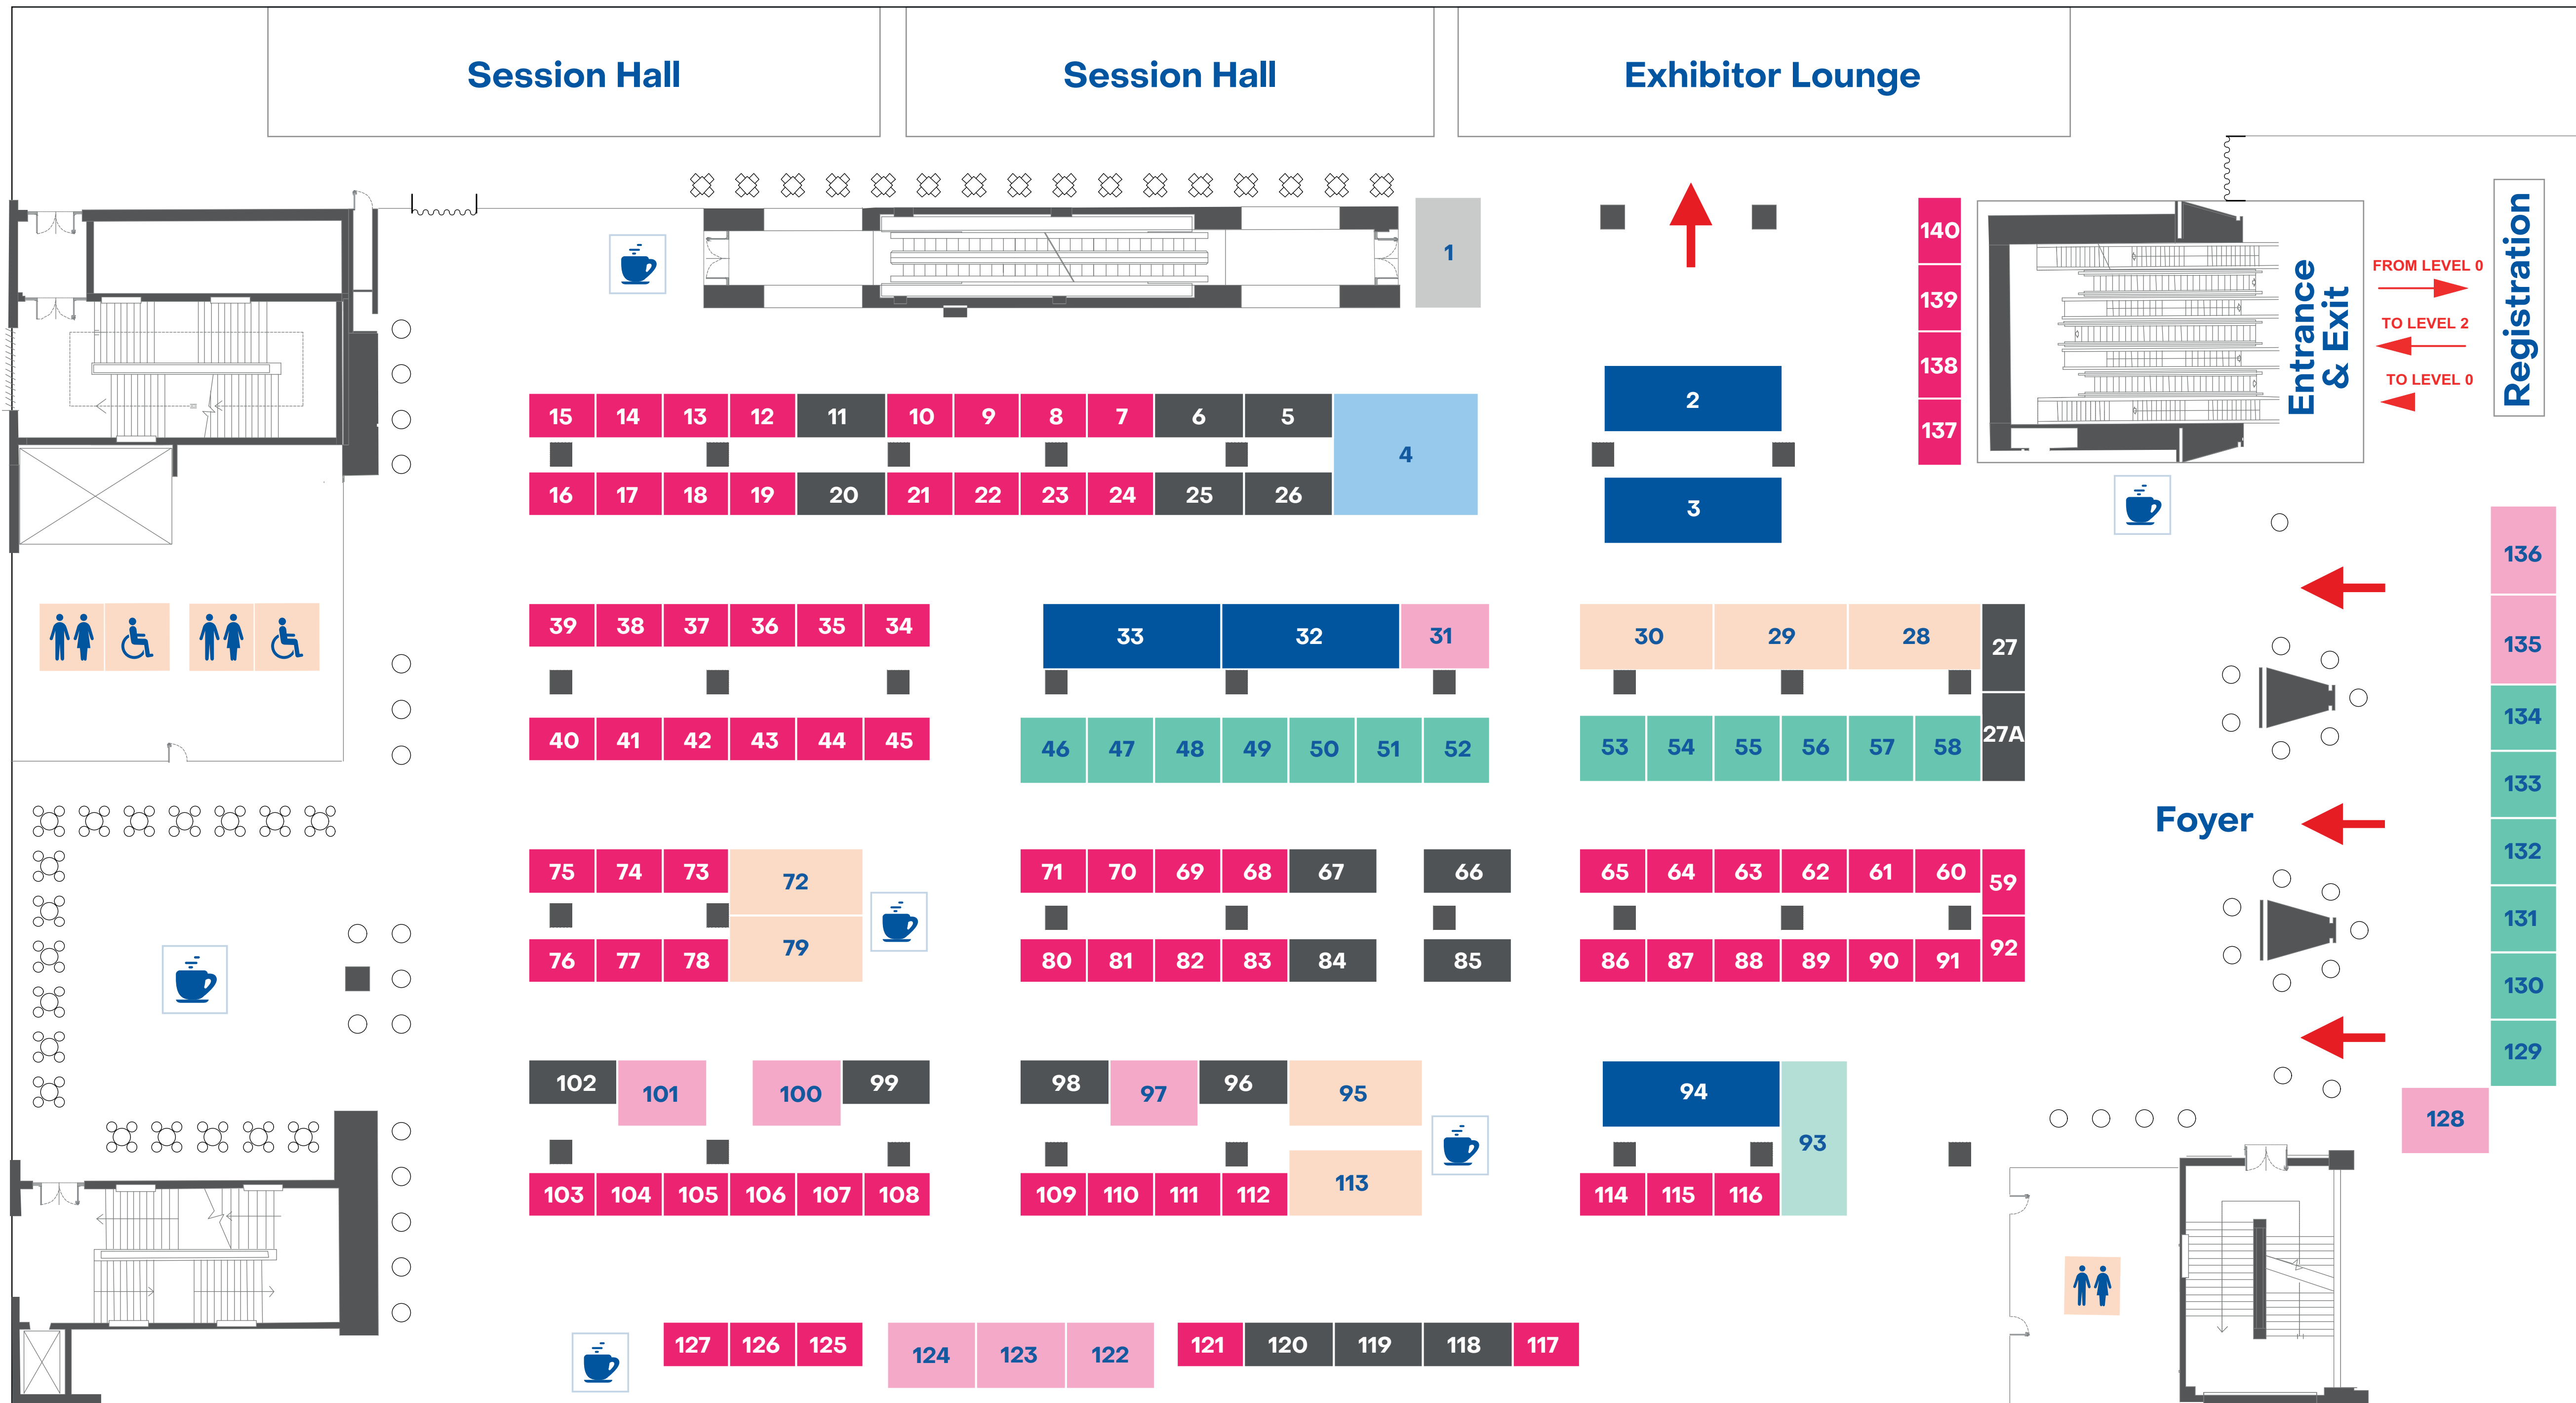 Session Hall
Session Hall
Exhibitor Lounge
1
140
139
138
137
Entrance
& Exit
FROM LEVEL 0
TO LEVEL 2
TO LEVEL 0
Registration
15 14 13 12 11 10 9 8 7 6 5
4
16 17 18 19 20 21 22 23 24 25 26
2
3
39 38 37 36 35 34
33 32 31
30 29 28 27
40 41 42 43 44 45
46 47 48 49 50 51 52
53 54 55 56 57 58 27A
136
135
134
133
132
131
130
129
128
Foyer
75 74 73 72
71 70 69 68 67 66
65 64 63 62 61 60 59
76 77 78 79
80 81 82 83 84 85
86 87 88 89 90 91 92
102 101 100 99
98 97 96 95
94 93
103 104 105 106 107 108
109 110 111 112 113
114 115 116
127 126 125
124 123 122
121 120 119 118 117